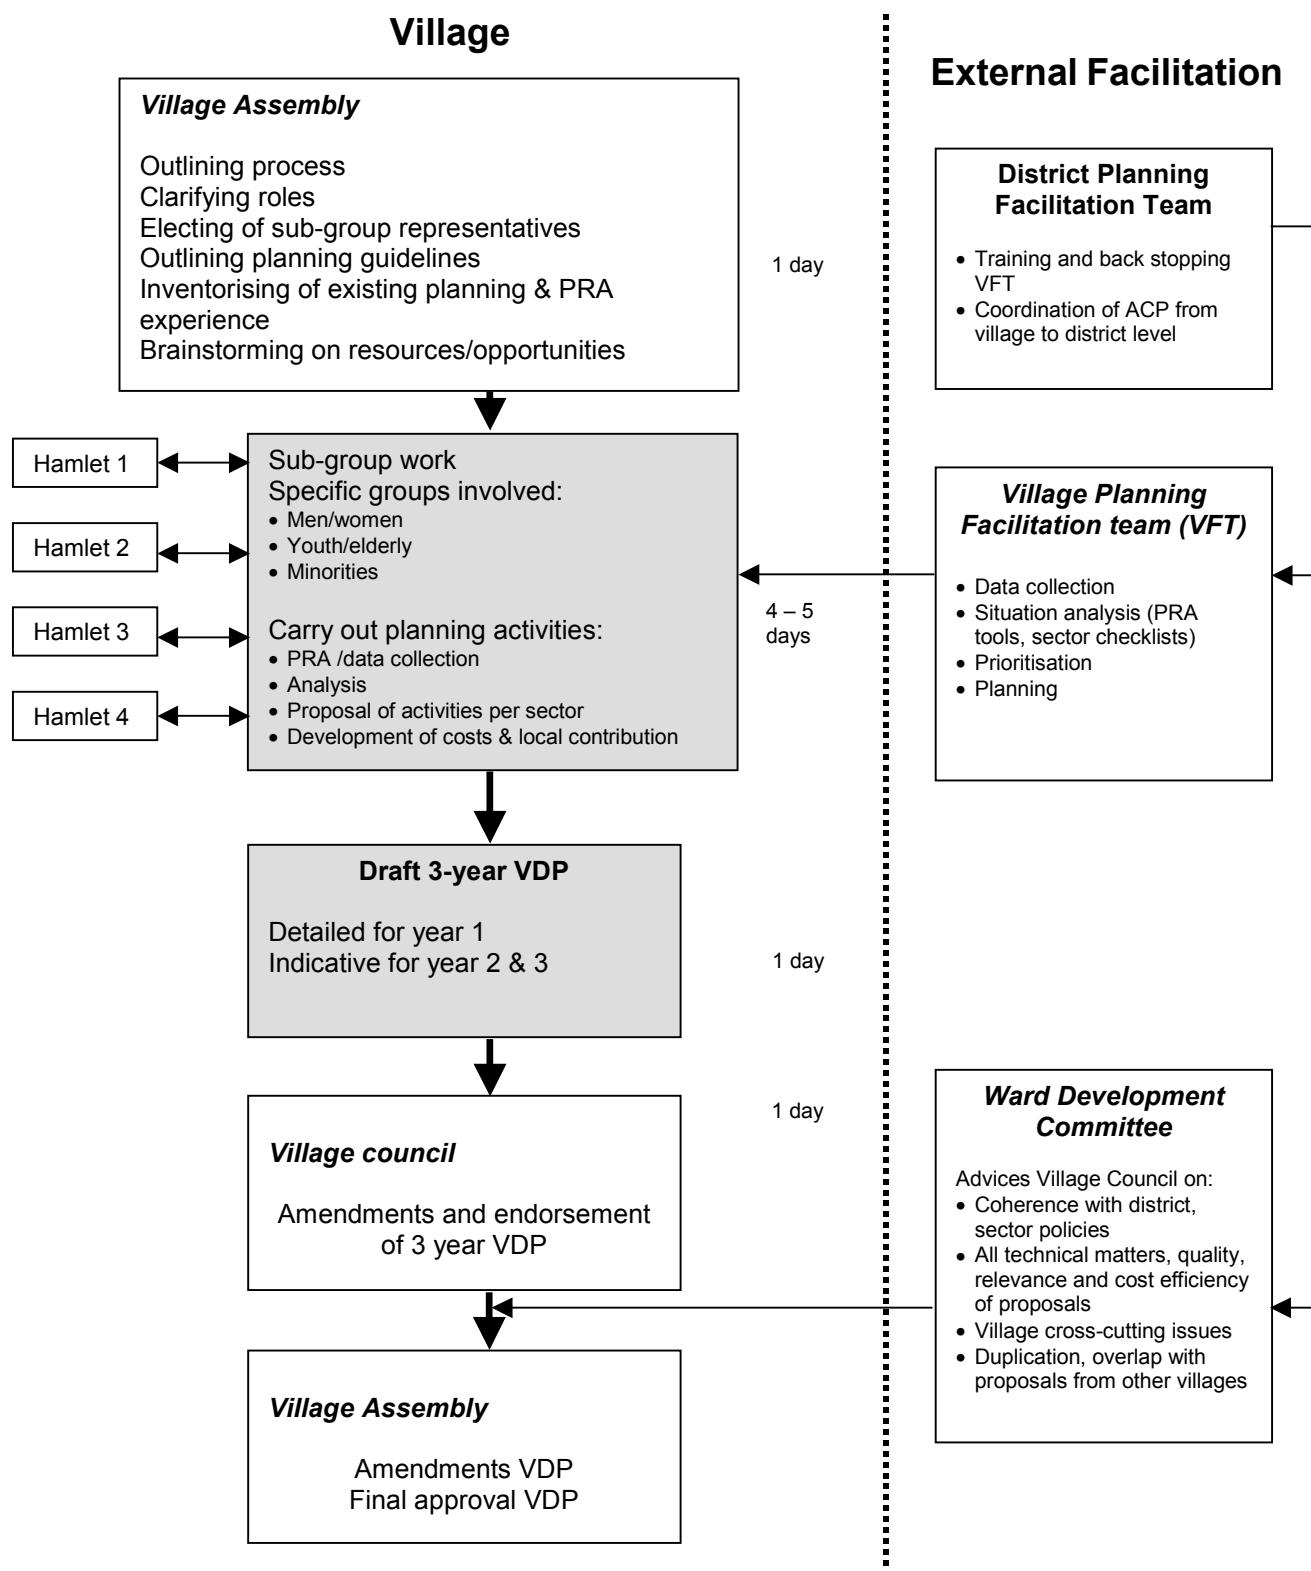 Village
Village Assembly
Outlining process
Clarifying roles
Electing of sub-group representatives
Outlining planning guidelines
Inventorising of existing planning & PRA
experience
Brainstorming on resources/opportunities
1 day
Hamlet 1
Hamlet 2
Hamlet 3
Hamlet 4
Sub-group work
Specific groups involved:
• Men/women
• Youth/elderly
• Minorities
Carry out planning activities:
• PRA /data collection
• Analysis
• Proposal of activities per sector
• Development of costs & local contribution
4 – 5
days
Draft 3-year VDP
Detailed for year 1
Indicative for year 2 & 3
1 day
Village council
Amendments and endorsement
of 3 year VDP
1 day
Village Assembly
Amendments VDP
Final approval VDP
External Facilitation
District Planning
Facilitation Team
• Training and back stopping
VFT
• Coordination of ACP from
village to district level
Village Planning
Facilitation team (VFT)
• Data collection
• Situation analysis (PRA
tools, sector checklists)
• Prioritisation
• Planning
Ward Development
Committee
Advices Village Council on:
• Coherence with district,
sector policies
• All technical matters, quality,
relevance and cost efficiency
of proposals
• Village cross-cutting issues
• Duplication, overlap with
proposals from other villages